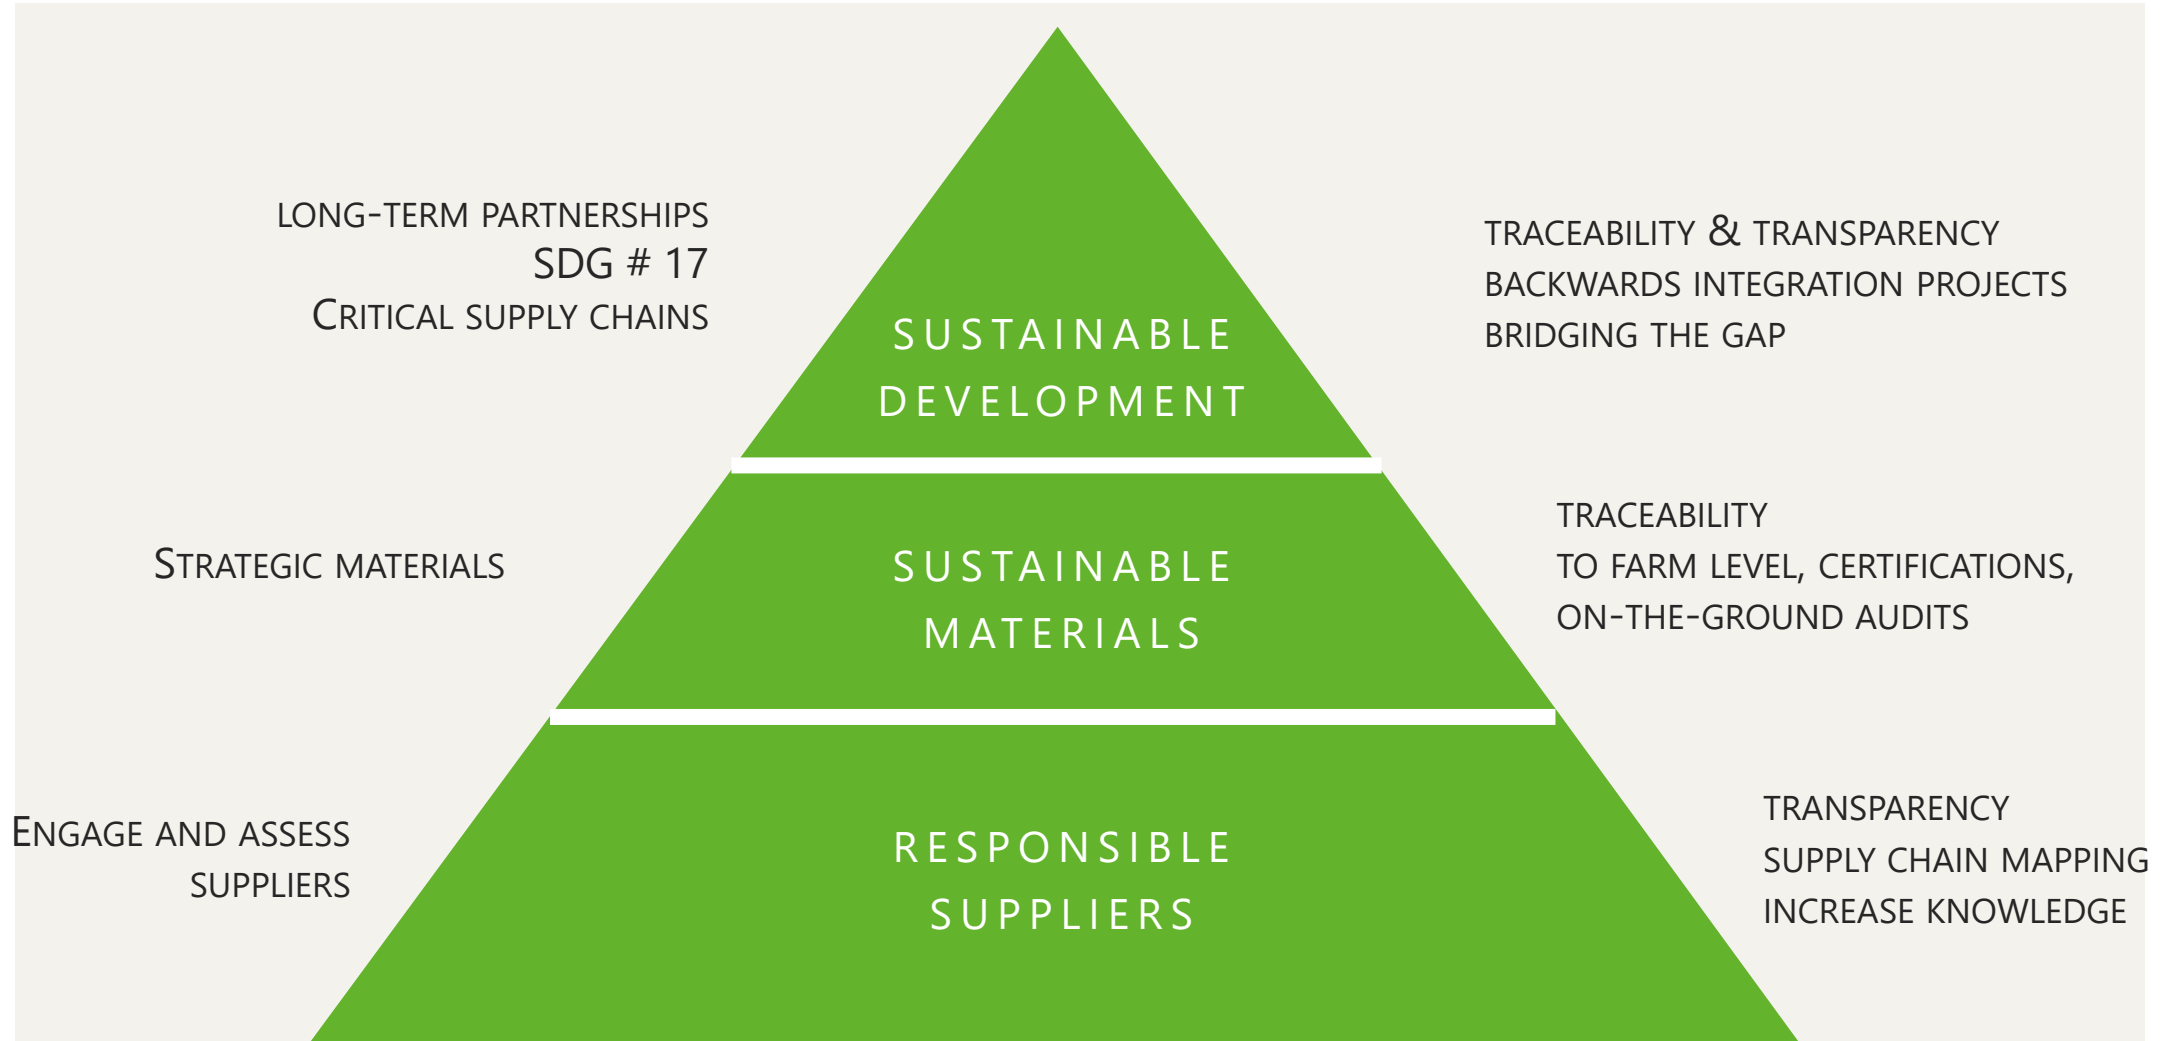 LONG-TERM PARTNERSHIPS
SDG # 17
CRITICAL SUPPLY CHAINS
SUSTAINABLE
DEVELOPMENT
TRACEABILITY & TRANSPARENCY
BACKWARDS INTEGRATION PROJECTS
BRIDGING THE GAP
STRATEGIC MATERIALS
SUSTAINABLE
MATERIALS
TRACEABILITY
TO FARM LEVEL, CERTIFICATIONS,
ON-THE-GROUND AUDITS
ENGAGE AND ASSESS
SUPPLIERS
RESPONSIBLE
SUPPLIERS
TRANSPARENCY
SUPPLY CHAIN MAPPING
INCREASE KNOWLEDGE